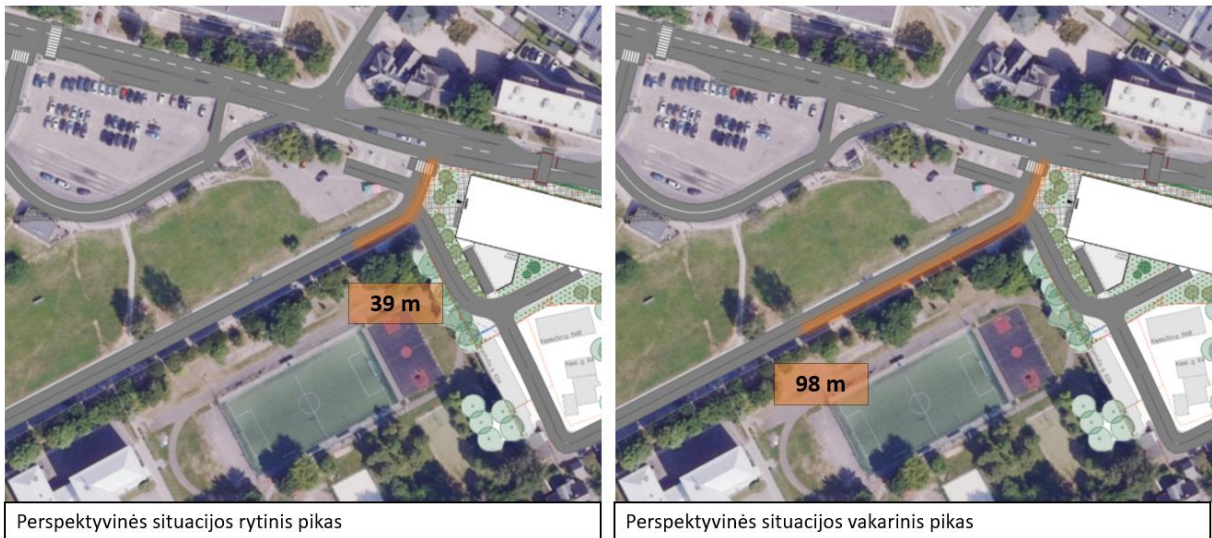 39 m
98 m
Perspektyvinės situacijos rytinis pikas
Perspektyvinės situacijos vakarinis pikas